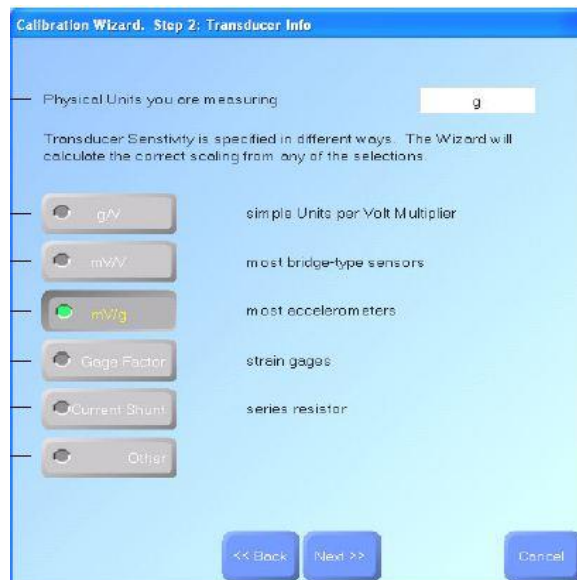 Calibration Wizard. Step 2: Transducer Info
Physical Units you are measuring g
Transducer Senstivity is specified in different ways. The Wizard will
calculate the correct scaling from any of the selections.
g/V simple Units per Volt Multiplier
mV/V most bridge-type sensors
mV/g most accelerometers
Gage Factor strain gages
Current Shunt series resistor
Other
<< Back Next >> Cancel